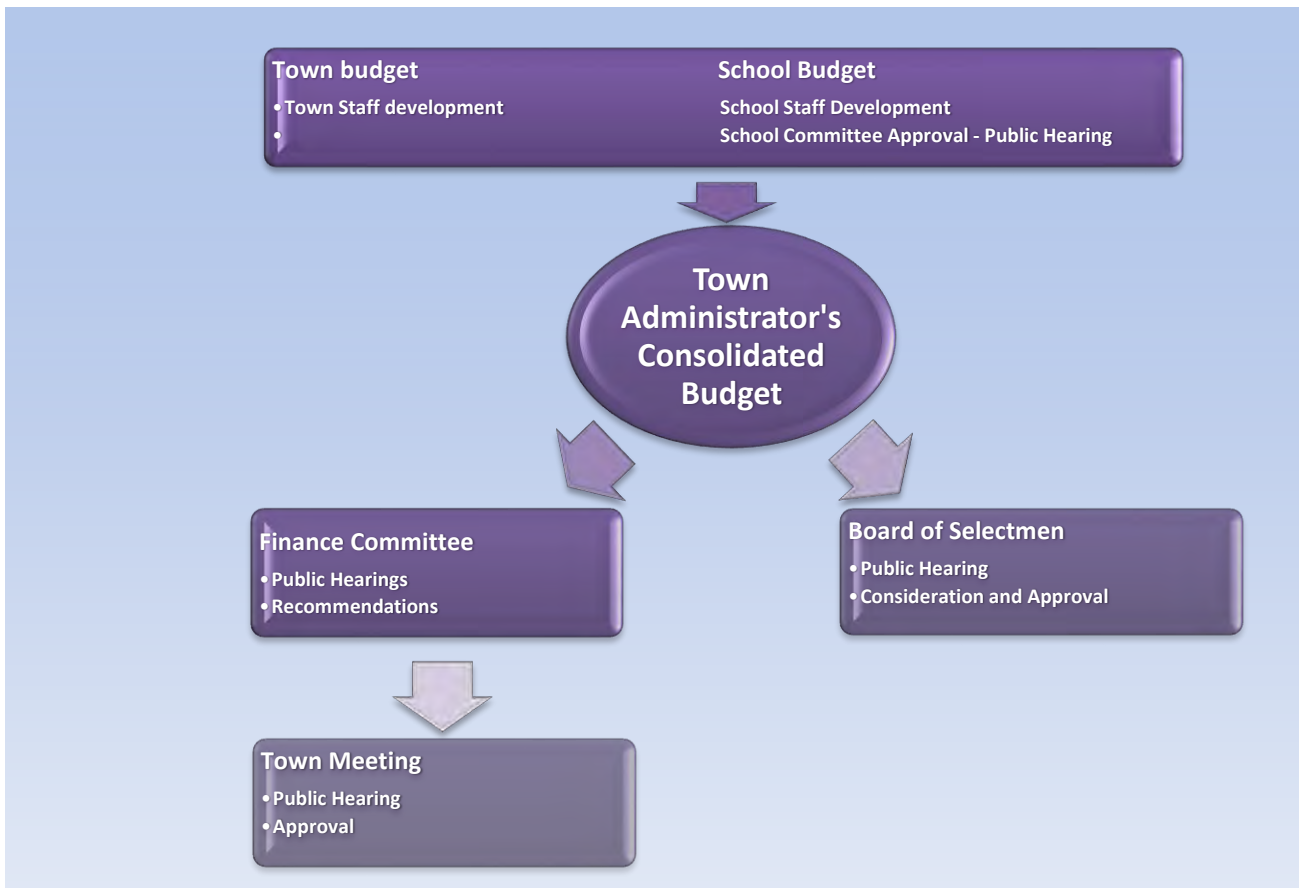 Town budget
• Town Staff development
•
School Budget
School Staff Development
School Committee Approval - Public Hearing
Town
Administrator's
Consolidated
Budget
Finance Committee
• Public Hearings
• Recommendations
Board of Selectmen
• Public Hearing
• Consideration and Approval
Town Meeting
• Public Hearing
• Approval